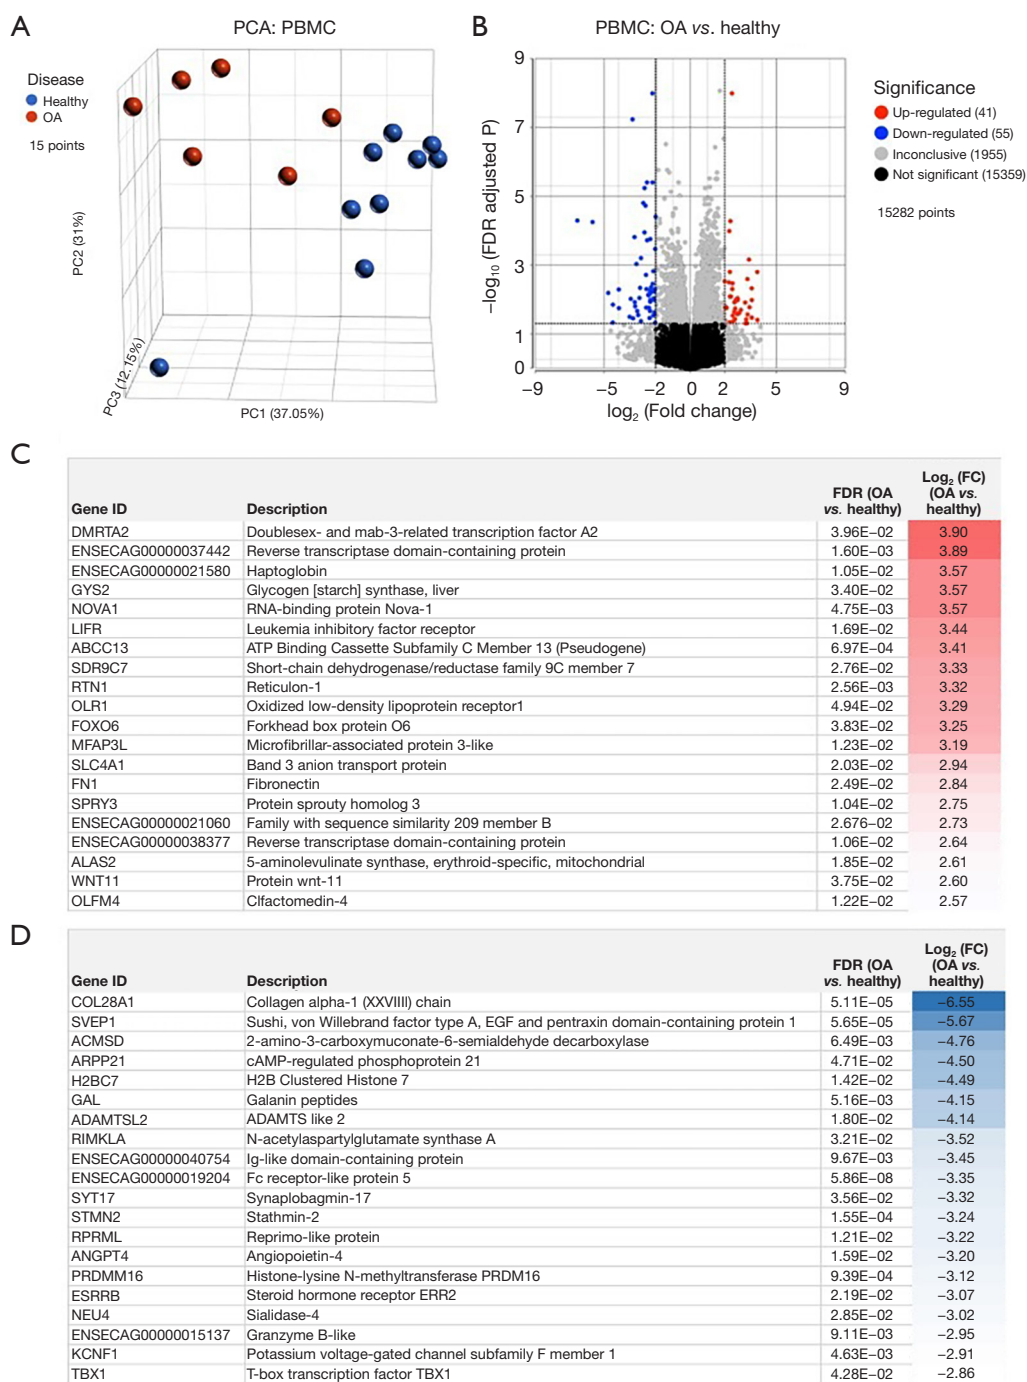 A
PCA: PBMC
Disease
Healthy
OA
15 points
PC2 (31%)
PC3 (12.15%)
PC1 (37.05%)
B
PBMC: OA vs. healthy
−log10 (FDR adjusted P)
9
7
5
3
1
0
−9 −5 −2 0 2 5 9
log2 (Fold change)
Significance
Up-regulated (41)
Down-regulated (55)
Inconclusive (1955)
Not significant (15359)
15282 points
C
Gene ID Description FDR (OA vs. healthy) Log2 (FC) (OA vs. healthy)
DMRTA2 Doublesex- and mab-3-related transcription factor A2 3.96E−02 3.90
ENSECAG00000037442 Reverse transcriptase domain-containing protein 1.60E−03 3.89
ENSECAG00000021580 Haptoglobin 1.05E−02 3.57
GYS2 Glycogen [starch] synthase, liver 3.40E−02 3.57
NOVA1 RNA-binding protein Nova-1 4.75E−03 3.57
LIFR Leukemia inhibitory factor receptor 1.69E−02 3.44
ABCC13 ATP Binding Cassette Subfamily C Member 13 (Pseudogene) 6.97E−04 3.41
SDR9C7 Short-chain dehydrogenase/reductase family 9C member 7 2.76E−02 3.33
RTN1 Reticulon-1 2.56E−03 3.32
OLR1 Oxidized low-density lipoprotein receptor1 4.94E−02 3.29
FOXO6 Forkhead box protein O6 3.83E−02 3.25
MFAP3L Microfibrillar-associated protein 3-like 1.23E−02 3.19
SLC4A1 Band 3 anion transport protein 2.03E−02 2.94
FN1 Fibronectin 2.49E−02 2.84
SPRY3 Protein sprouty homolog 3 1.04E−02 2.75
ENSECAG00000021060 Family with sequence similarity 209 member B 2.676−02 2.73
ENSECAG00000038377 Reverse transcriptase domain-containing protein 1.06E−02 2.64
ALAS2 5-aminolevulinate synthase, erythroid-specific, mitochondrial 1.85E−02 2.61
WNT11 Protein wnt-11 3.75E−02 2.60
OLFM4 Clfactomedin-4 1.22E−02 2.57
D
Gene ID Description FDR (OA vs. healthy) Log2 (FC) (OA vs. healthy)
COL28A1 Collagen alpha-1 (XXVIIII) chain 5.11E−05 −6.55
SVEP1 Sushi, von Willebrand factor type A, EGF and pentraxin domain-containing protein 1 5.65E−05 −5.67
ACMSD 2-amino-3-carboxymuconate-6-semialdehyde decarboxylase 6.49E−03 −4.76
ARPP21 cAMP-regulated phosphoprotein 21 4.71E−02 −4.50
H2BC7 H2B Clustered Histone 7 1.42E−02 −4.49
GAL Galanin peptides 5.16E−03 −4.15
ADAMTSL2 ADAMTS like 2 1.80E−02 −4.14
RIMKLA N-acetylaspartylglutamate synthase A 3.21E−02 −3.52
ENSECAG00000040754 Ig-like domain-containing protein 9.67E−03 −3.45
ENSECAG00000019204 Fc receptor-like protein 5 5.86E−08 −3.35
SYT17 Synaplobagmin-17 3.56E−02 −3.32
STMN2 Stathmin-2 1.55E−04 −3.24
RPRML Reprimo-like protein 1.21E−02 −3.22
ANGPT4 Angiopoietin-4 1.59E−02 −3.20
PRDMM16 Histone-lysine N-methyltransferase PRDM16 9.39E−04 −3.12
ESRRB Steroid hormone receptor ERR2 2.19E−02 −3.07
NEU4 Sialidase-4 2.85E−02 −3.02
ENSECAG00000015137 Granzyme B-like 9.11E−03 −2.95
KCNF1 Potassium voltage-gated channel subfamily F member 1 4.63E−03 −2.91
TBX1 T-box transcription factor TBX1 4.28E−02 −2.86